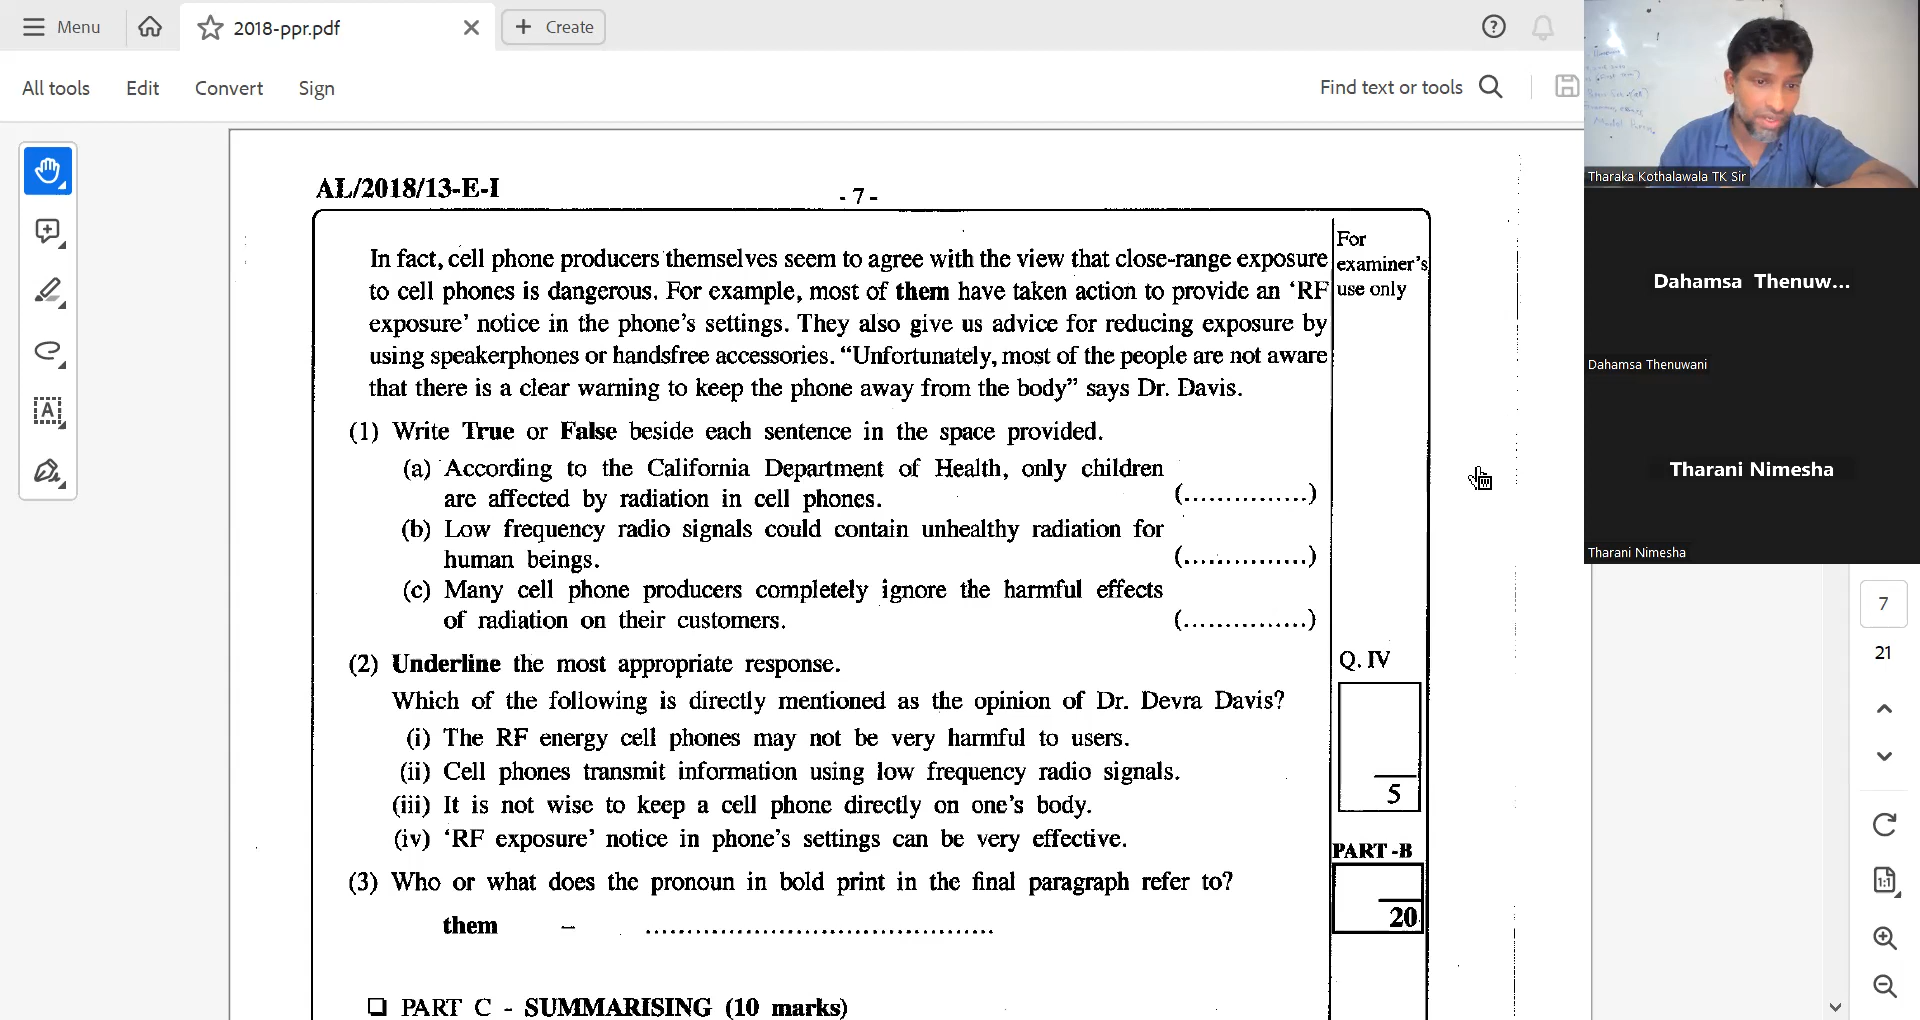 Menu
2018-ppr.pdf
Create
All tools
Edit
Convert
Sign
Find text or tools
AL/2018/13-E-I
- 7 -
In fact, cell phone producers themselves seem to agree with the view that close-range exposure
to cell phones is dangerous. For example, most of them have taken action to provide an ‘RF
exposure’ notice in the phone’s settings. They also give us advice for reducing exposure by
using speakerphones or handsfree accessories. “Unfortunately, most of the people are not aware
that there is a clear warning to keep the phone away from the body” says Dr. Davis.
For
examiner’s
use only
(1) Write True or False beside each sentence in the space provided.
(a) According to the California Department of Health, only children
are affected by radiation in cell phones. (...............)
(b) Low frequency radio signals could contain unhealthy radiation for
human beings. (...............)
(c) Many cell phone producers completely ignore the harmful effects
of radiation on their customers. (...............)
(2) Underline the most appropriate response.
Which of the following is directly mentioned as the opinion of Dr. Devra Davis?
(i) The RF energy cell phones may not be very harmful to users.
(ii) Cell phones transmit information using low frequency radio signals.
(iii) It is not wise to keep a cell phone directly on one’s body.
(iv) ‘RF exposure’ notice in phone’s settings can be very effective.
(3) Who or what does the pronoun in bold print in the final paragraph refer to?
them – ......................................
Q. IV
5
PART -B
20
PART C - SUMMARISING (10 marks)
Tharaka Kothalawala TK Sir
Dahamsa Thenuw...
Dahamsa Thenuwani
Tharani Nimesha
Tharani Nimesha
7
21
1:1